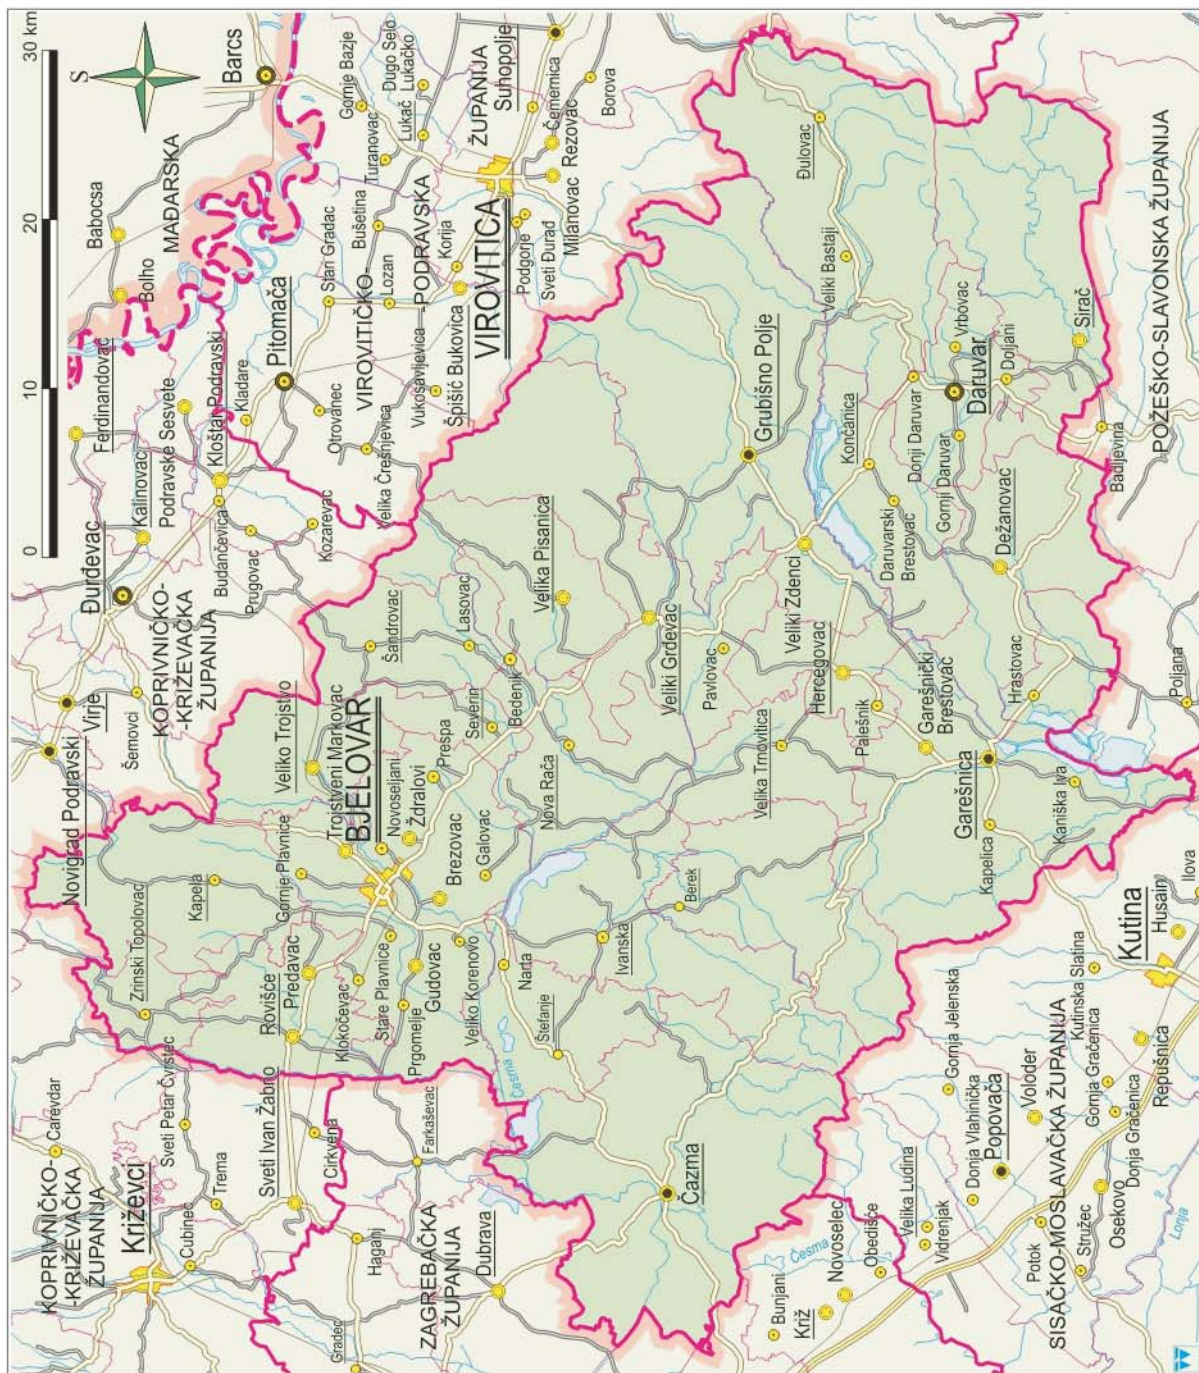 0
10
20
30 km
S
Novigrad Podravski
Virje
Šemovci
Đurđevac
KOPRIVNIČKO-
-KRIŽEVAČKA
ŽUPANIJA
Kalinovac
Ferdinandovac
Podravske Sesvete
Budančevica
Prugovac
Kozarevac
Kloštar Podravski
Kladare
Pitomača
Otrovanec
Velika Črešnjevica
Bolho
Babocsa
MAĐARSKA
Barcs
Stari Gradac
Lozan
Bušetina
VIROVITIČKO-
-PODRAVSKA
ŽUPANIJA
Vukosavljevica
Špišić Bukovica
Korija
Turanovac
Lukač
Gornje Bazje
Dugo Selo
Lukačko
Suhopolje
VIROVITICA
Podgorje
Sveti Đurađ
Milanovac
Rezovac
Čemernica
Borova
KOPRIVNIČKO-
-KRIŽEVAČKA
ŽUPANIJA
Carevdar
Križevci
Cubinec
Sveti Petar Čvrstec
Trema
Sveti Ivan Žabno
Cirkvena
Haganj
Gradec
Farkaševac
ZAGREBAČKA
ŽUPANIJA
Dubrava
Zrinski Topolovac
Kapela
Gornje Plavnice
Rovišće
Predavac
Klokočevac
Stare Plavnice
Prgomelje
Gudovac
Veliko Korenovo
Veliko Trojstvo
Trojstveni Markovac
BJELOVAR
Novoseljani
Ždralovi
Prespa
Severin
Bedenik
Lasovac
Šandrovac
Brezovac
Galovac
Narta
Štefanje
Česma
Ivanska
Berek
Nova Rača
Velika Pisanica
Veliki Grđevac
Pavlovac
Velika Trnovitica
Grubišno Polje
Veliki Zdenci
Hercegovac
Palešnik
Garešnički
Brestovac
Garešnica
Kapelica
Kaniška Iva
Hrastovac
Dežanovac
Daruvarski
Brestovac
Končanica
Donji Daruvar
Gornji Daruvar
Daruvar
Vrbovac
Doljani
Sirač
Badljevina
Veliki Bastaji
Đulovac
POŽEŠKO-SLAVONSKA ŽUPANIJA
Poljana
Čazma
Česma
Bunjani
Križ
Novoselec
Obedišće
Velika Ludina
Vidrenjak
Donja Vlahinička
Popovača
Gornja Jelenska
Voloder
SISAČKO-MOSLAVAČKA ŽUPANIJA
Potok
Stružec
Osekovo
Donja Gračenica
Gornja Gračenica
Kutinska Slatina
Repušnica
Kutina
Husain
Ilova
Lonja